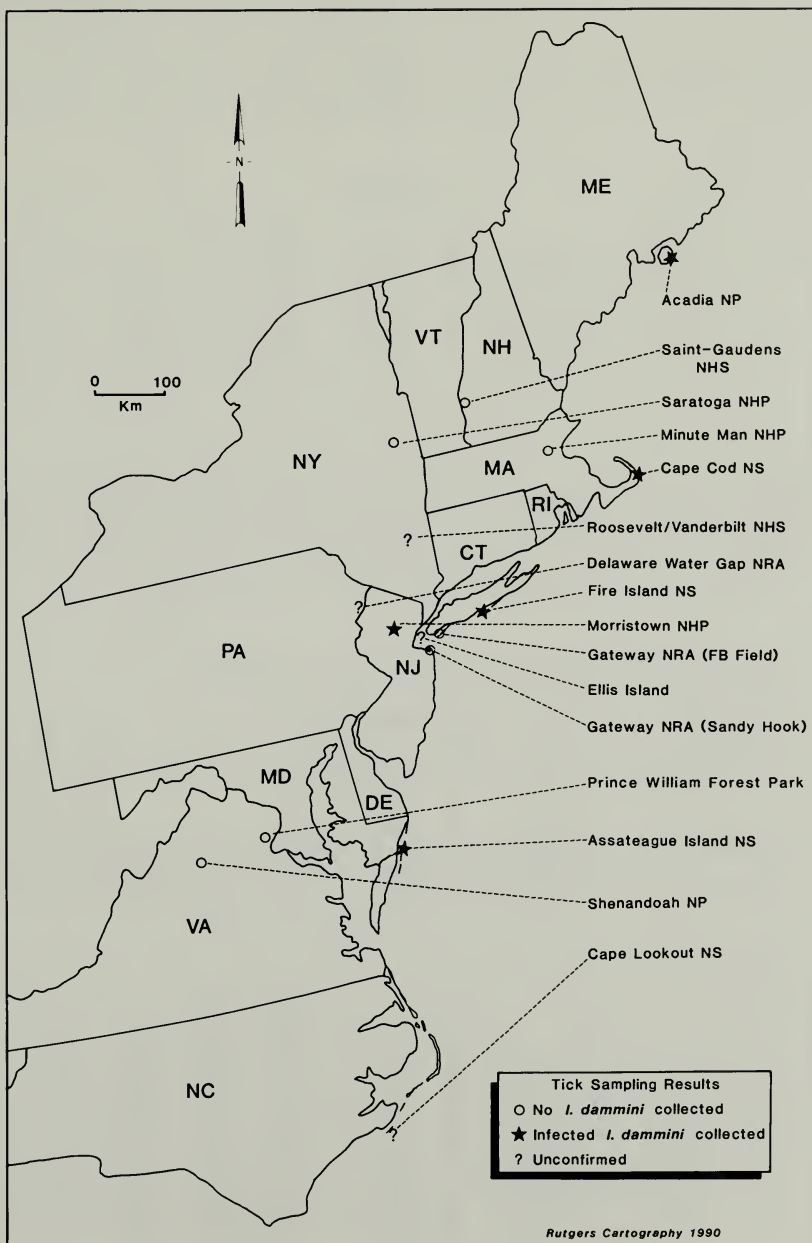 N
ME
Acadia NP
VT
NH
Saint-Gaudens
NHS
0 100
Km
Saratoga NHP
Minute Man NHP
NY
MA
Cape Cod NS
RI
Roosevelt/Vanderbilt NHS
?
CT
Delaware Water Gap NRA
Fire Island NS
?
Morristown NHP
PA
?
Gateway NRA (FB Field)
NJ
Ellis Island
Gateway NRA (Sandy Hook)
MD
Prince William Forest Park
DE
Assateague Island NS
Shenandoah NP
VA
Cape Lookout NS
NC
?
Tick Sampling Results
No I. dammini collected
Infected I. dammini collected
? Unconfirmed
Rutgers Cartography 1990